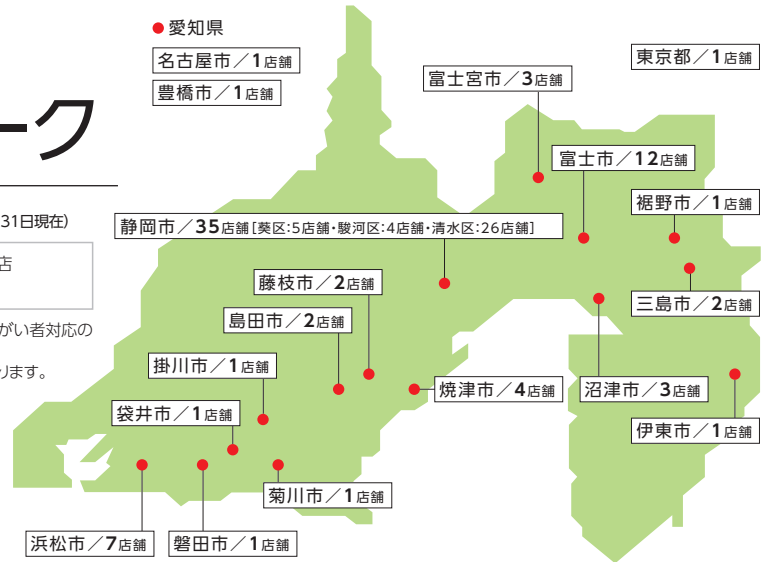 ーク
31日現在)
店
がい者対応の
ります。
● 愛知県
名古屋市／1店舗
豊橋市／1店舗
東京都／1店舗
富士宮市／3店舗
富士市／12店舗
裾野市／1店舗
静岡市／35店舗[葵区:5店舗・駿河区:4店舗・清水区:26店舗]
藤枝市／2店舗
三島市／2店舗
島田市／2店舗
掛川市／1店舗
焼津市／4店舗
沼津市／3店舗
袋井市／1店舗
伊東市／1店舗
菊川市／1店舗
浜松市／7店舗
磐田市／1店舗